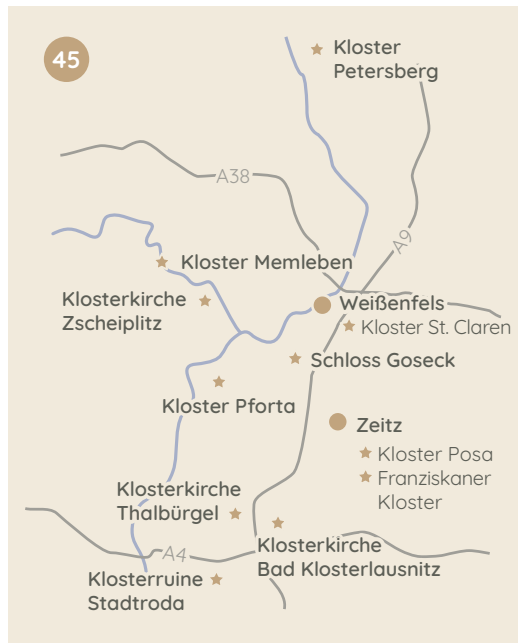 45
Kloster
Petersberg
A38
A9
Kloster Memleben
Klosterkirche
Zscheiplitz
Weißenfels
Kloster St. Claren
Schloss Goseck
Kloster Pforta
Zeitz
Kloster Posa
Franziskaner
Kloster
Klosterkirche
Thalbürgel
A4
Klosterkirche
Bad Klosterlausnitz
Klosterruine
Stadtroda